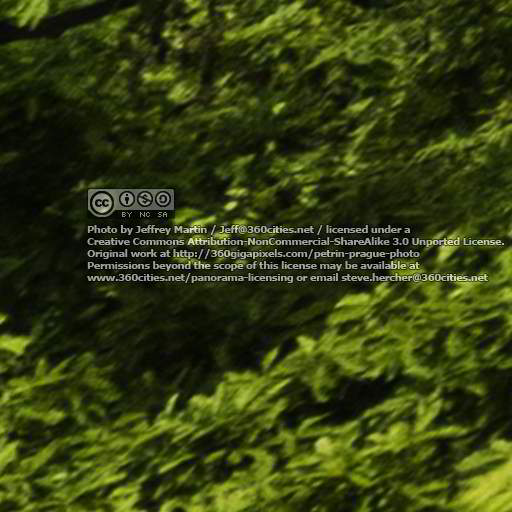 cc BY NC SA
Photo by Jeffrey Martin / Jeff@360cities.net / licensed under a
Creative Commons Attribution-NonCommercial-ShareAlike 3.0 Unported License.
Original work at http://360gigapixels.com/petrin-prague-photo
Permissions beyond the scope of this license may be available at
www.360cities.net/panorama-licensing or email steve.hercher@360cities.net